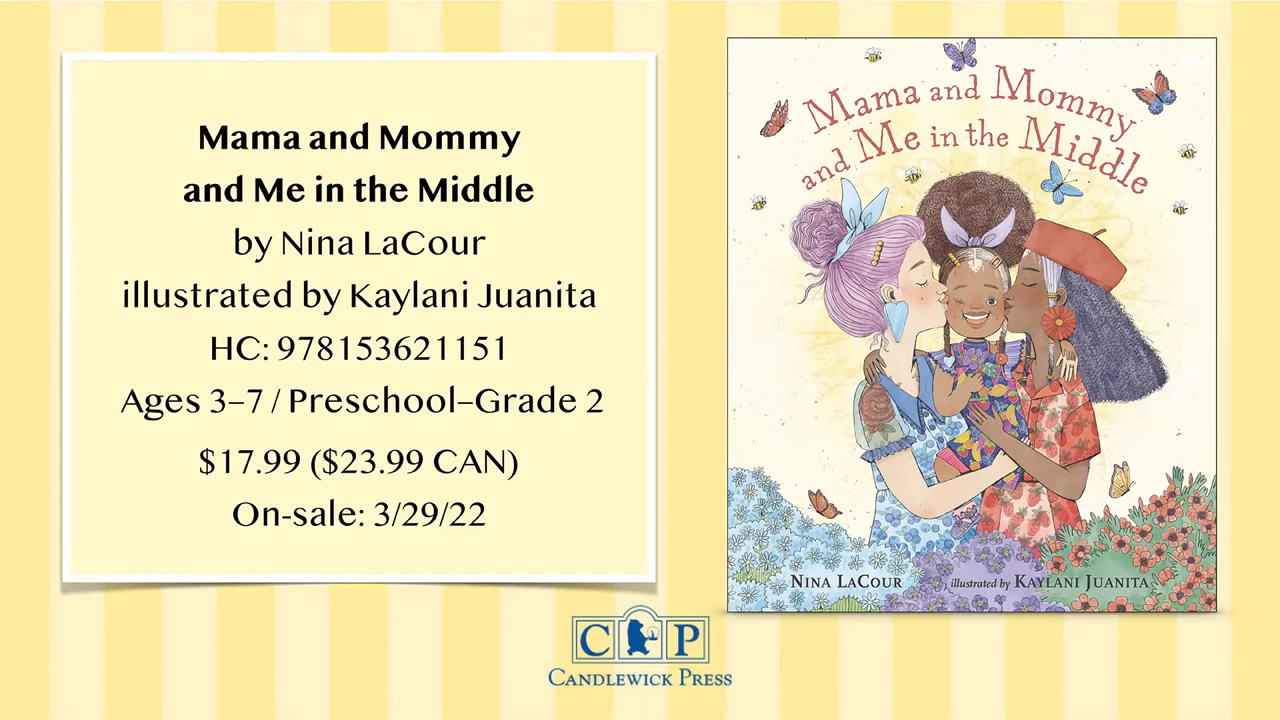 Mama and Mommy
and Me in the Middle
by Nina LaCour
illustrated by Kaylani Juanita
HC: 978153621151
Ages 3–7 / Preschool–Grade 2
$17.99 ($23.99 CAN)
On-sale: 3/29/22
Mama and Mommy
and Me in the Middle
NINA LACOUR
illustrated by KAYLANI JUANITA
C P
CANDLEWICK PRESS